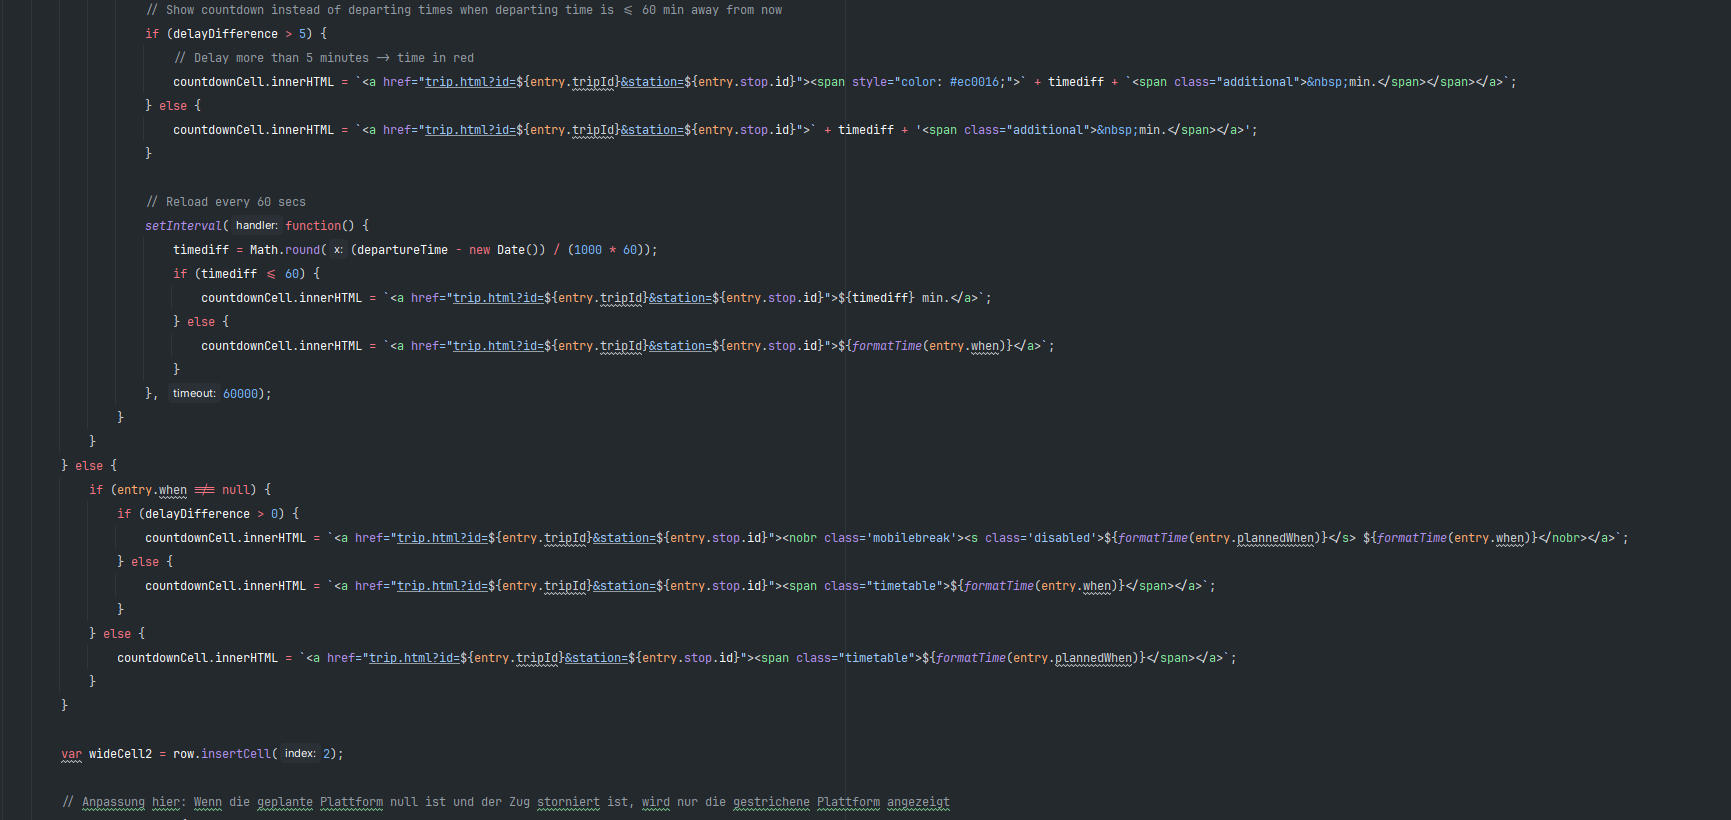 // Show countdown instead of departing times when departing time is <= 60 min away from now
if (delayDifference > 5) {
// Delay more than 5 minutes -> time in red
countdownCell.innerHTML = `<a href="trip.html?id=${entry.tripId}&station=${entry.stop.id}"><span style="color: #ec0016;">` + timediff + `<span class="additional">&nbsp;min.</span></span></a>`;
} else {
countdownCell.innerHTML = `<a href="trip.html?id=${entry.tripId}&station=${entry.stop.id}">` + timediff + '<span class="additional">&nbsp;min.</span></a>';
}
// Reload every 60 secs
setInterval( handler: function() {
timediff = Math.round( x: (departureTime - new Date()) / (1000 * 60));
if (timediff <= 60) {
countdownCell.innerHTML = `<a href="trip.html?id=${entry.tripId}&station=${entry.stop.id}">${timediff} min.</a>`;
} else {
countdownCell.innerHTML = `<a href="trip.html?id=${entry.tripId}&station=${entry.stop.id}">${formatTime(entry.when)}</a>`;
}
}, timeout: 60000);
}
}
} else {
if (entry.when !== null) {
if (delayDifference > 0) {
countdownCell.innerHTML = `<a href="trip.html?id=${entry.tripId}&station=${entry.stop.id}"><nobr class='mobilebreak'><s class='disabled'>${formatTime(entry.plannedWhen)}</s> ${formatTime(entry.when)}</nobr></a>`;
} else {
countdownCell.innerHTML = `<a href="trip.html?id=${entry.tripId}&station=${entry.stop.id}"><span class="timetable">${formatTime(entry.when)}</span></a>`;
}
} else {
countdownCell.innerHTML = `<a href="trip.html?id=${entry.tripId}&station=${entry.stop.id}"><span class="timetable">${formatTime(entry.plannedWhen)}</span></a>`;
}
}
var wideCell2 = row.insertCell( index: 2);
// Anpassung hier: Wenn die geplante Plattform null ist und der Zug storniert ist, wird nur die gestrichene Plattform angezeigt